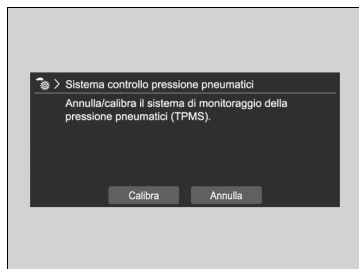 Sistema controllo pressione pneumatici
Annulla/calibra il sistema di monitoraggio della
pressione pneumatici (TPMS).
Calibra
Annulla